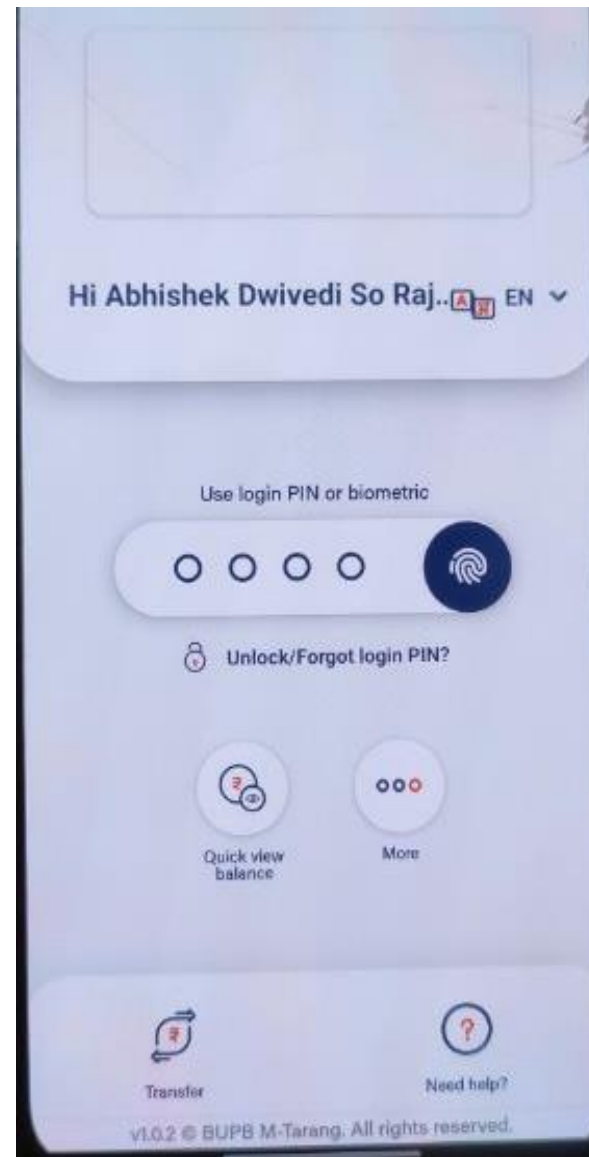 Hi Abhishek Dwivedi So Raj.. EN
Use login PIN or biometric
Unlock/Forgot login PIN?
Quick view
balance
More
Transfer
Need help?
v1.0.2 © BUPB M-Tarang. All rights reserved.